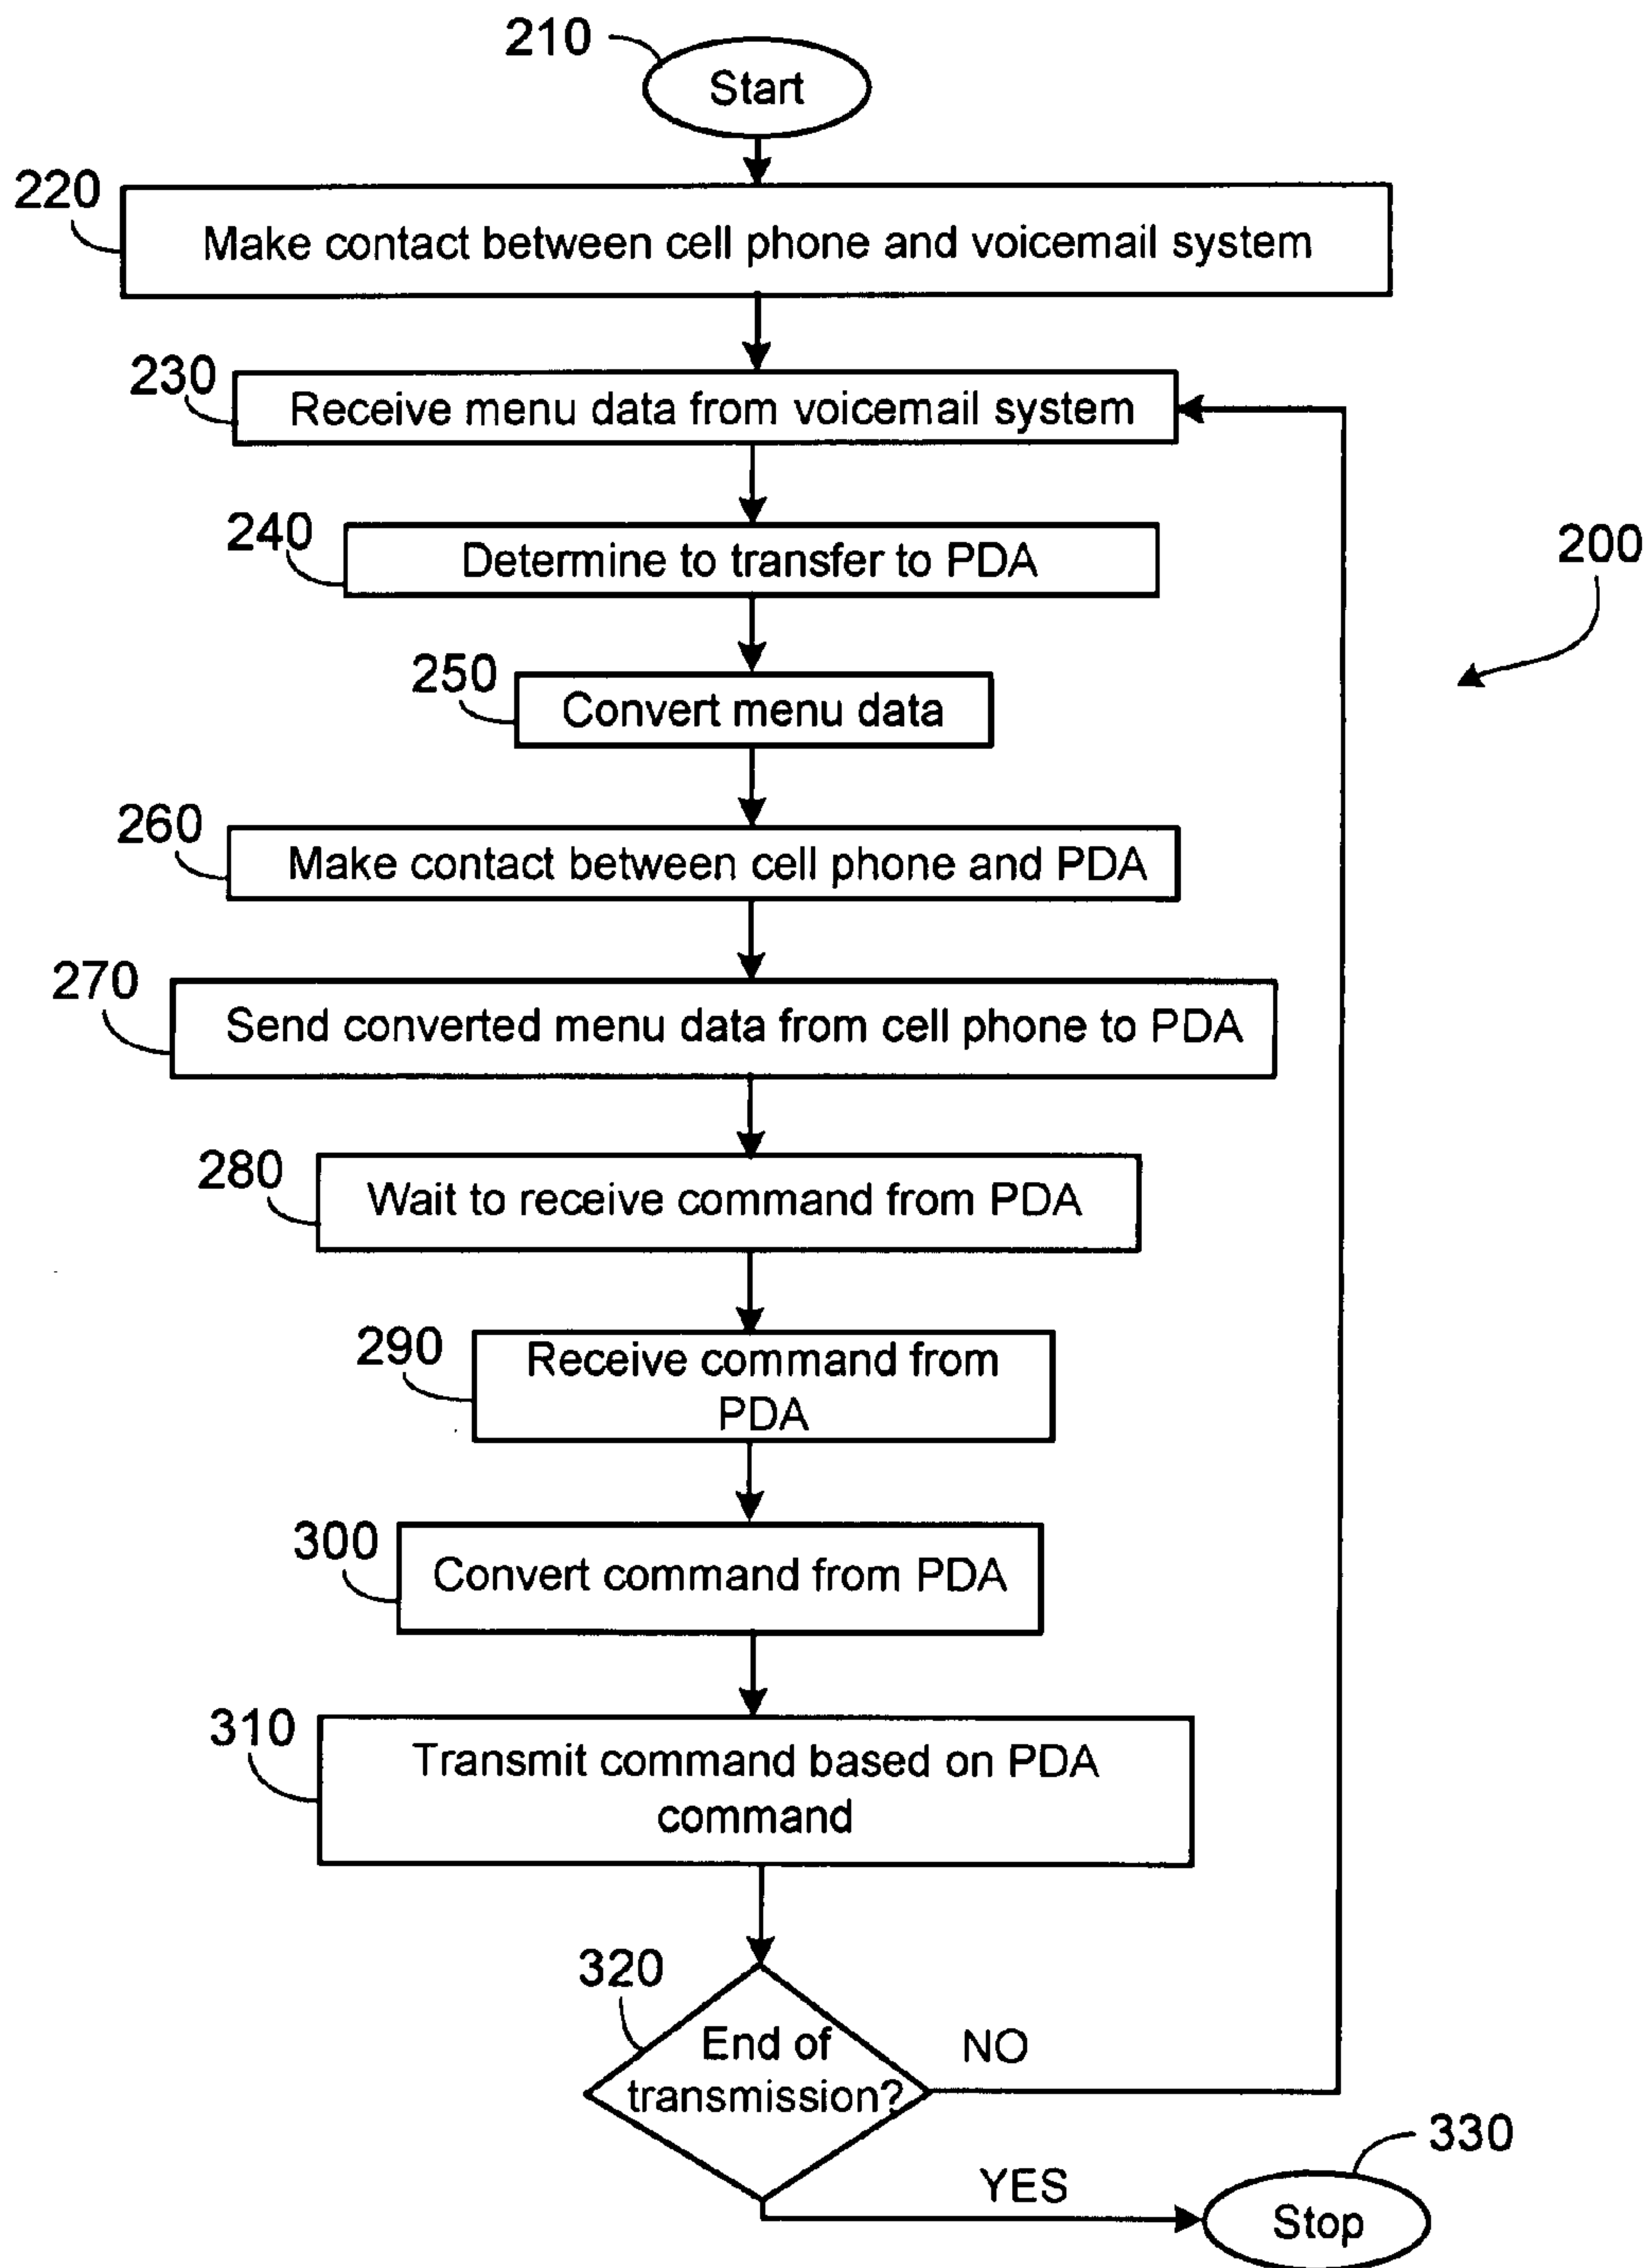 210
Start
220
Make contact between cell phone and voicemail system
230
Receive menu data from voicemail system
240
Determine to transfer to PDA
200
250
Convert menu data
260
Make contact between cell phone and PDA
270
Send converted menu data from cell phone to PDA
280
Wait to receive command from PDA
290
Receive command from
PDA
300
Convert command from PDA
310
Transmit command based on PDA
command
320
End of
transmission?
NO
330
YES
Stop